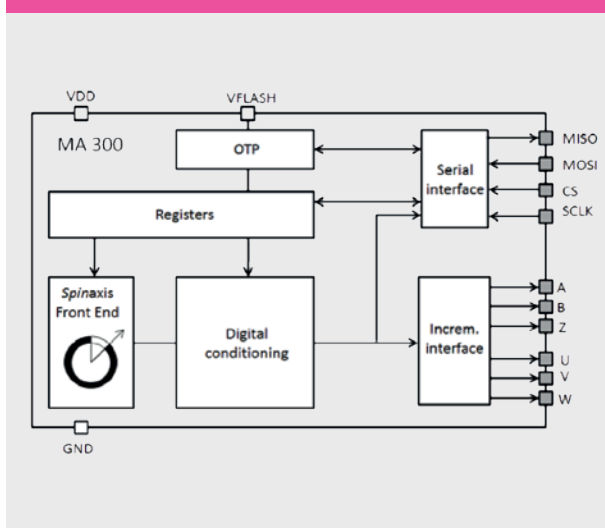 VDD
VFLASH
MA 300
OTP
Serial
interface
MISO
MOSI
CS
SCLK
Registers
Spinaxis
Front End
Digital
conditioning
Increm.
interface
A
B
Z
U
V
W
GND